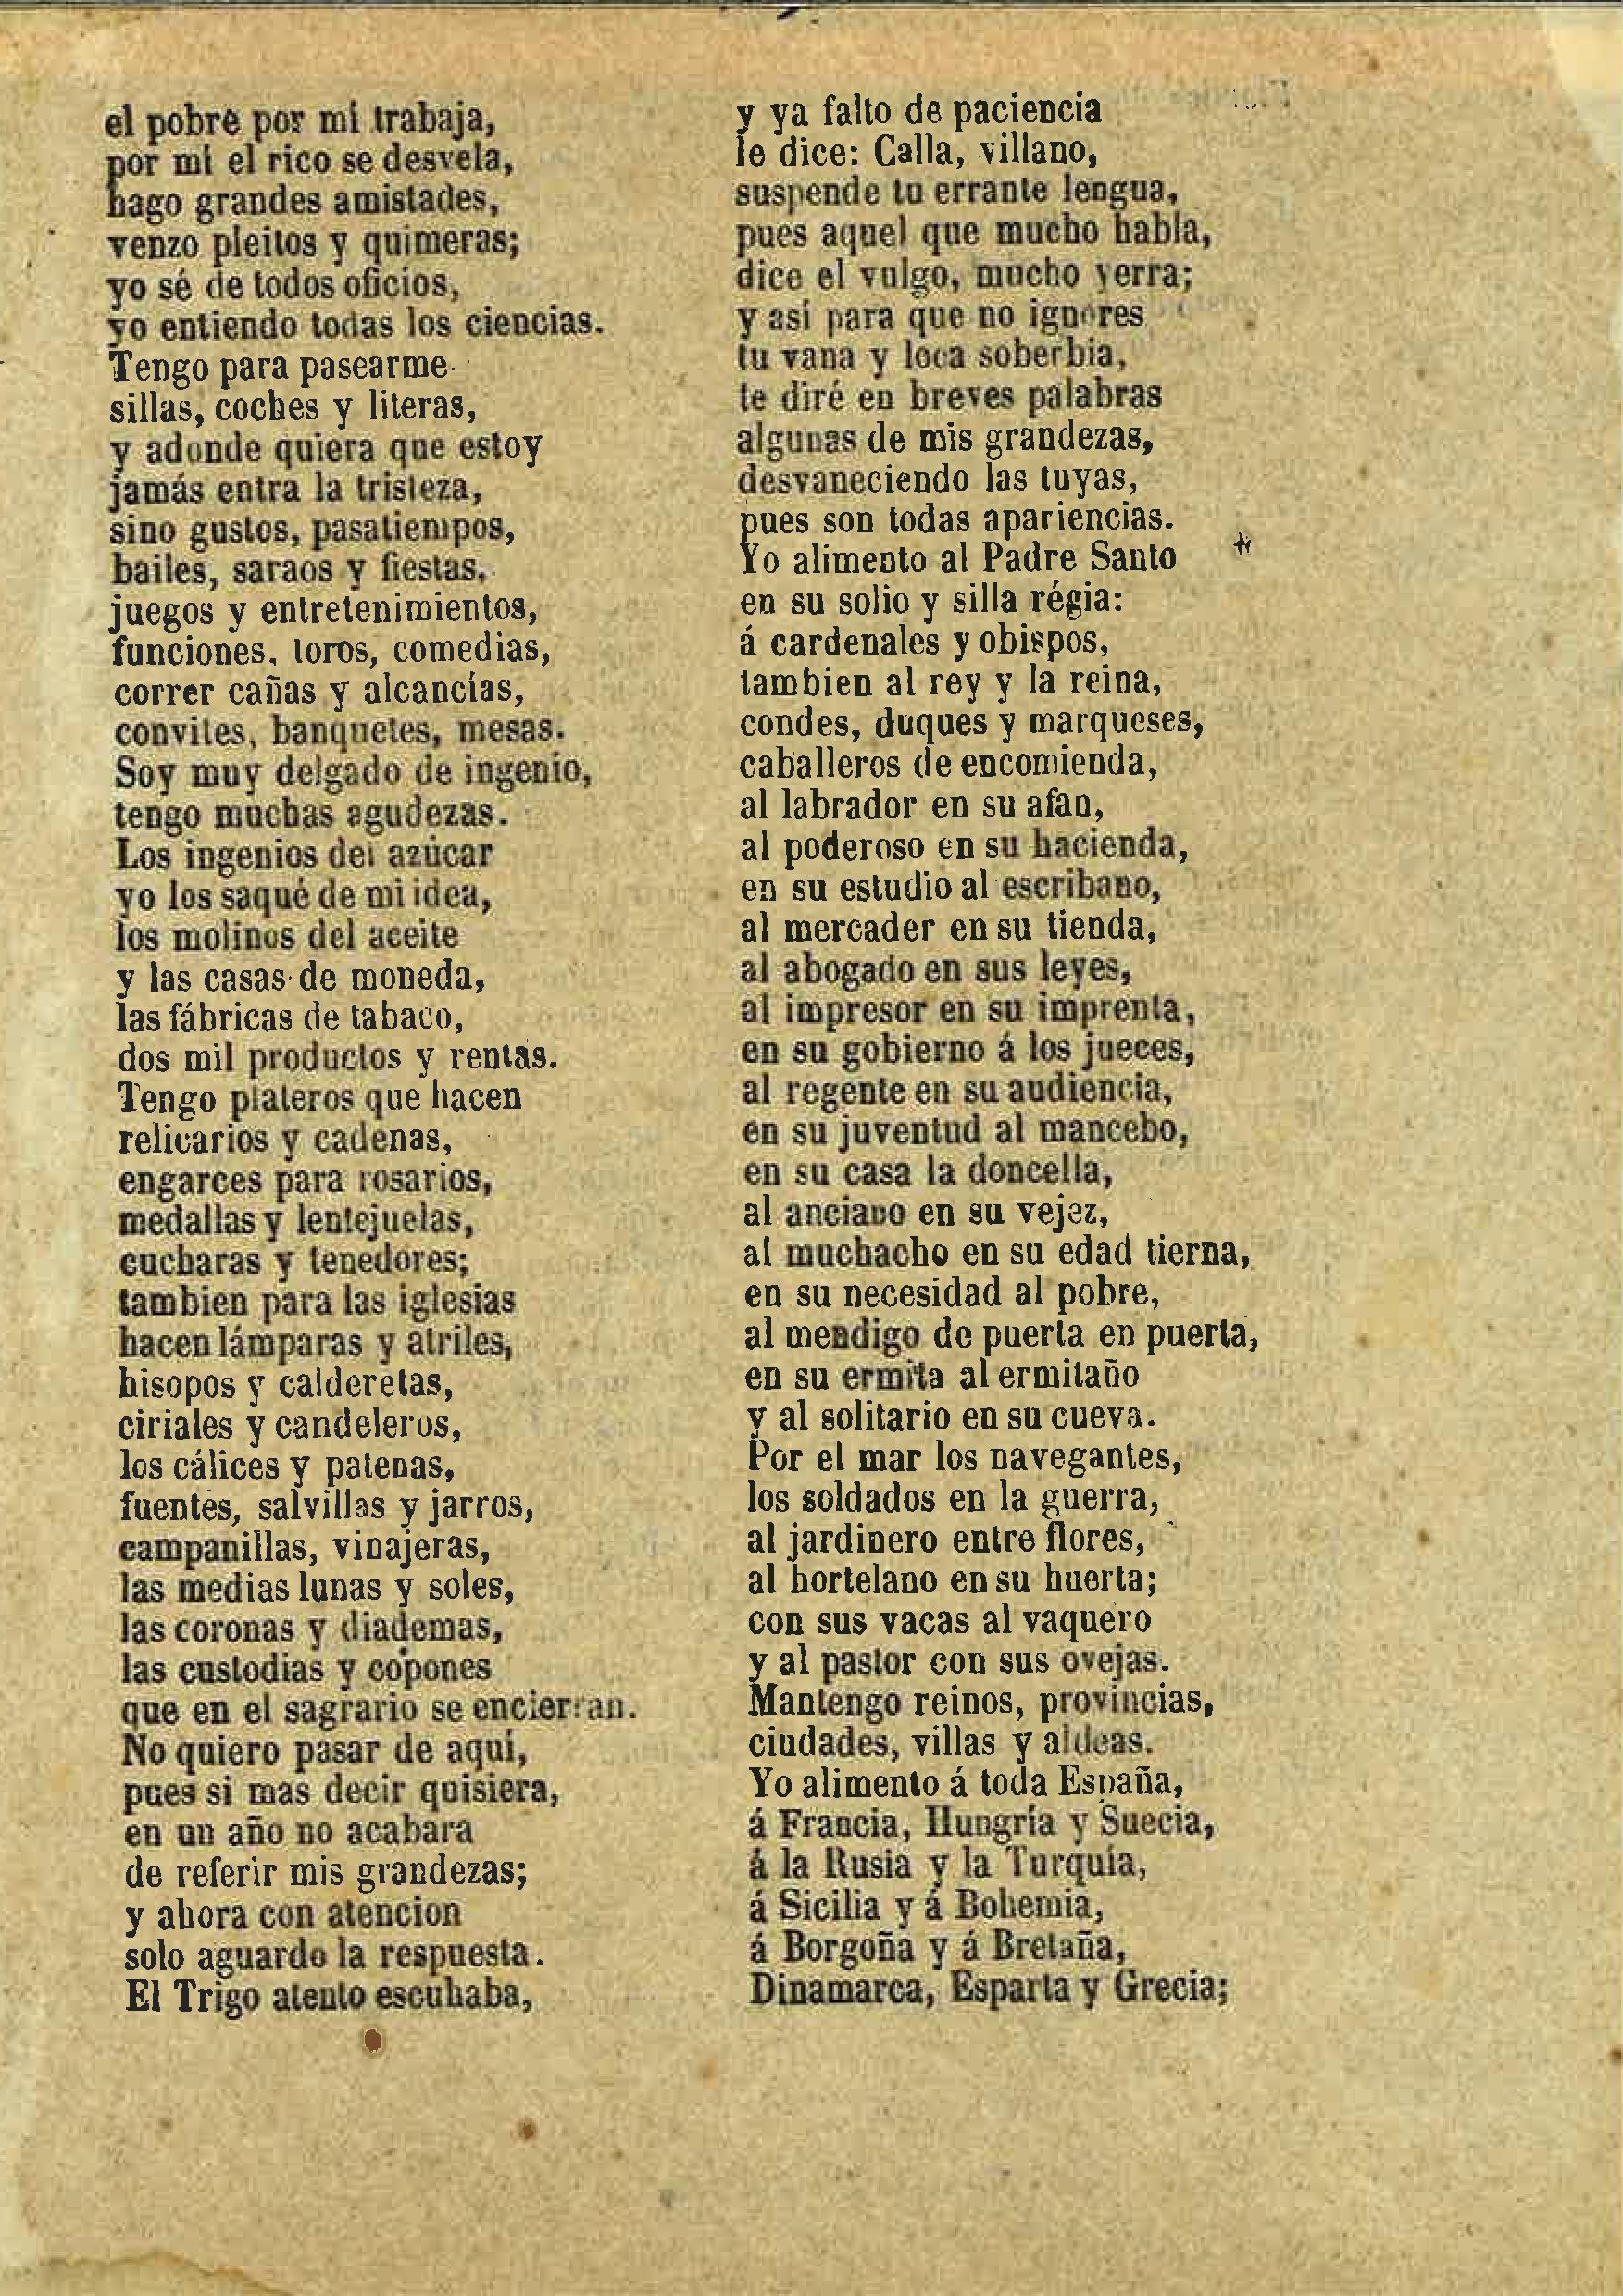 el pobre por mí trabaja,
por mí el rico se desvela,
hago grandes amistades,
venzo pleitos y quimeras;
yo sé de todos oficios,
yo entiendo todas los ciencias.
Tengo para pasearme
sillas, coches y literas,
y adonde quiera que estoy
jamás entra la tristeza,
sino gustos, pasatiempos,
bailes, saraos y fiestas,
juegos y entretenimientos,
funciones, toros, comedias,
correr cañas y alcancías,
convites, banquetes, mesas.
Soy muy delgado de ingenio,
tengo muchas agudezas.
Los ingenios del azúcar
yo los saqué de mi idea,
los molinos del aceite
y las casas de moneda,
las fábricas de tabaco,
dos mil productos y rentas.
Tengo plateros que hacen
relicarios y cadenas,
engarces para rosarios,
medallas y lentejuelas,
cucharas y tenedores;
tambien para las iglesias
hacen lámparas y atriles,
hisopos y calderetas,
ciriales y candeleros,
los cálices y patenas,
fuentes, salvillas y jarros,
campanillas, vinajeras,
las medias lunas y soles,
las coronas y diademas,
las custodias y copones
que en el sagrario se encierran.
No quiero pasar de aquí,
pues si mas decir quisiera,
en un año no acabara
de referir mis grandezas;
y ahora con atencion
solo aguardo la respuesta.
El Trigo atento escuhaba,
y ya falto de paciencia
le dice: Calla, villano,
suspende tu errante lengua,
pues aquel que mucho habla,
dice el vulgo, mucho yerra;
y así para que no ignores
tu vana y loca soberbia,
te diré en breves palabras
algunas de mis grandezas,
desvaneciendo las tuyas,
pues son todas apariencias.
Yo alimento al Padre Santo
en su solio y silla régia:
á cardenales y obispos,
tambien al rey y la reina,
condes, duques y marqueses,
caballeros de encomienda,
al labrador en su afan,
al poderoso en su hacienda,
en su estudio al escribano,
al mercader en su tienda,
al abogado en sus leyes,
al impresor en su imprenta,
en su gobierno á los jueces,
al regente en su audiencia,
en su juventud al mancebo,
en su casa la doncella,
al anciano en su vejez,
al muchacho en su edad tierna,
en su necesidad al pobre,
al mendigo de puerta en puerta,
en su ermita al ermitaño
y al solitario en su cueva.
Por el mar los navegantes,
los soldados en la guerra,
al jardinero entre flores,
al hortelano en su huerta;
con sus vacas al vaquero
y al pastor con sus ovejas.
Mantengo reinos, provincias,
ciudades, villas y aldeas.
Yo alimento á toda España,
á Francia, Hungría y Suecia,
á la Rusia y la Turquía,
á Sicilia y á Bohemia,
á Borgoña y á Bretaña,
Dinamarca, Esparta y Grecia;